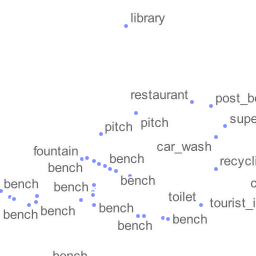 library
restaurant
post_b
pitch
pitch
supe
car_wash
fountain
bench
bench
recycli
bench
bench
bench
toilet
tourist_i
bench
bench
bench
bench
bench
bench